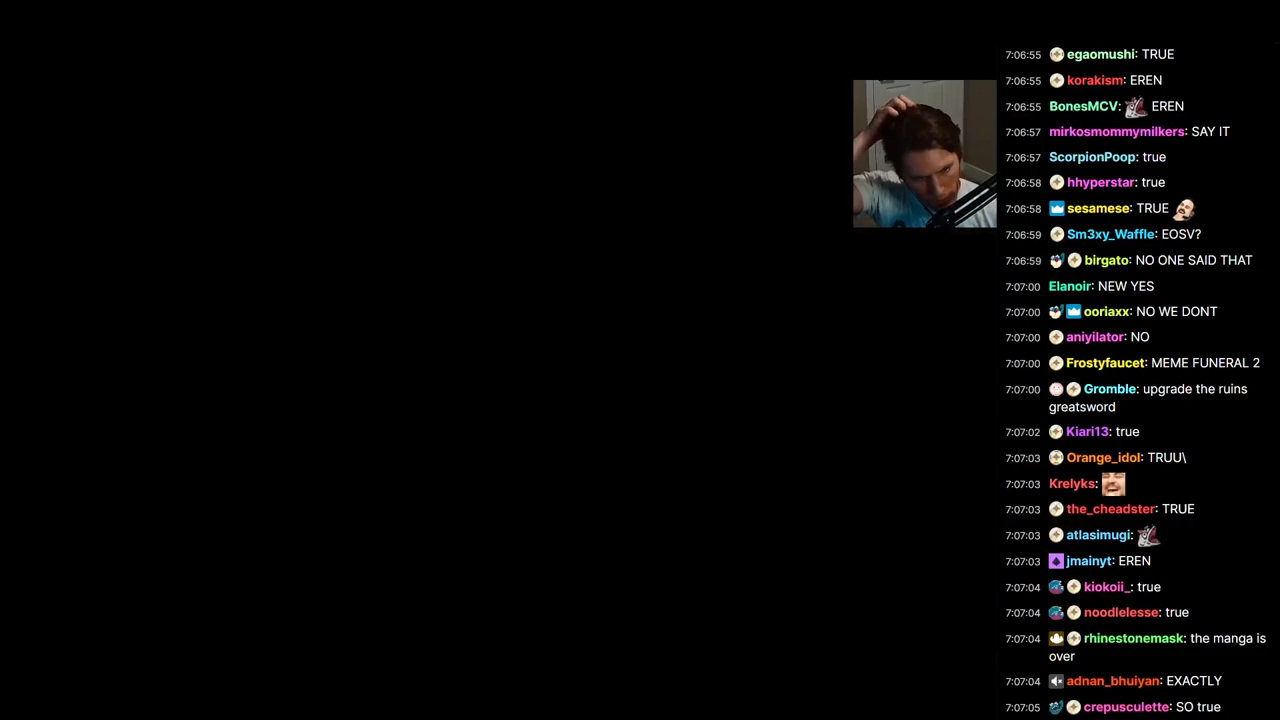 7:06:55 egaomushi: TRUE
7:06:55 korakism: EREN
7:06:55 BonesMCV: EREN
7:06:57 mirkosmommymilkers: SAY IT
7:06:57 ScorpionPoop: true
7:06:58 hhyperstar: true
7:06:58 sesamese: TRUE
7:06:59 Sm3xy_Waffle: EOSV?
7:06:59 birgato: NO ONE SAID THAT
7:07:00 Elanoir: NEW YES
7:07:00 ooriaxx: NO WE DONT
7:07:00 aniyilator: NO
7:07:00 Frostyfaucet: MEME FUNERAL 2
7:07:00 Gromble: upgrade the ruins
greatsword
7:07:02 Kiari13: true
7:07:03 Orange_idol: TRUU\
7:07:03 Krelyks:
7:07:03 the_cheadster: TRUE
7:07:03 atlasimugi:
7:07:03 jmainyt: EREN
7:07:04 kiokoii_: true
7:07:04 noodlelesse: true
7:07:04 rhinestonemask: the manga is
over
7:07:04 adnan_bhuiyan: EXACTLY
7:07:05 crepusculette: SO true